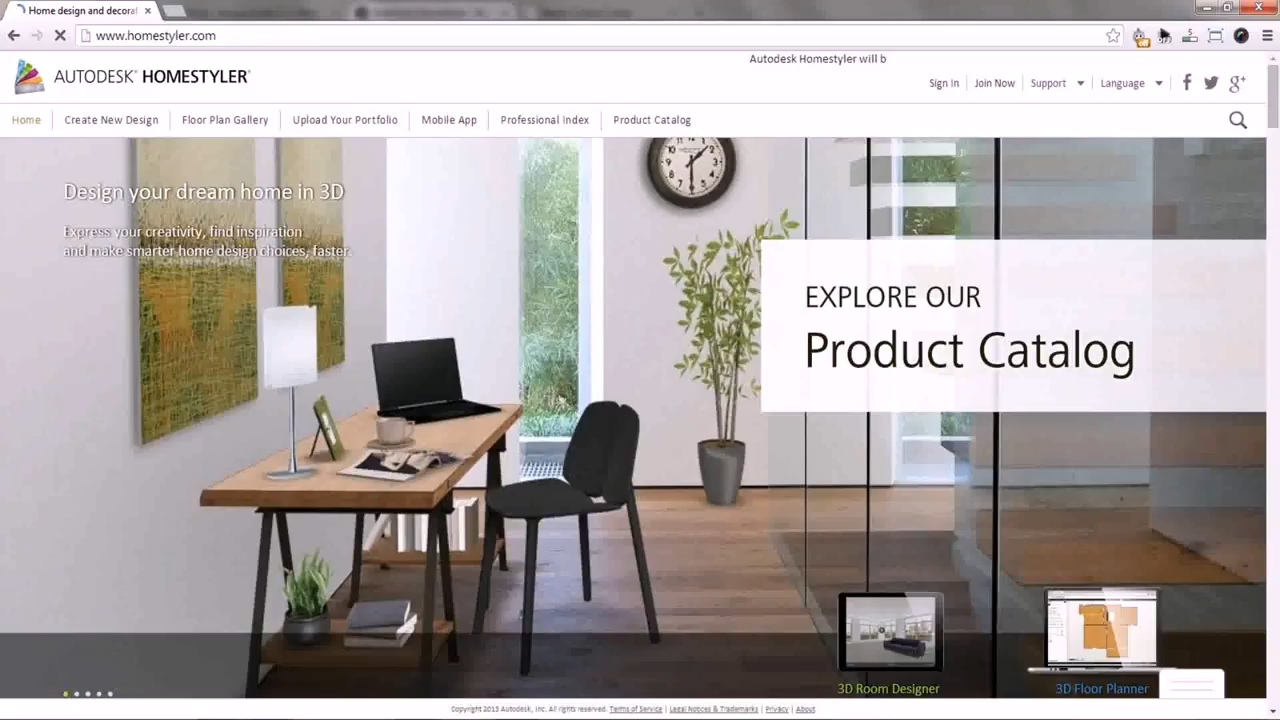 Home design and decorat
www.homestyler.com
AUTODESK® HOMESTYLER®
Autodesk Homestyler will b
Sign In
Join Now
Support
Language
Home
Create New Design
Floor Plan Gallery
Upload Your Portfolio
Mobile App
Professional Index
Product Catalog
Design your dream home in 3D
Express your creativity, find inspiration
and make smarter home design choices, faster.
EXPLORE OUR
Product Catalog
3D Room Designer
3D Floor Planner
Copyright 2013 Autodesk, Inc. All rights reserved. Terms of Service | Legal Notices & Trademarks | Privacy | About